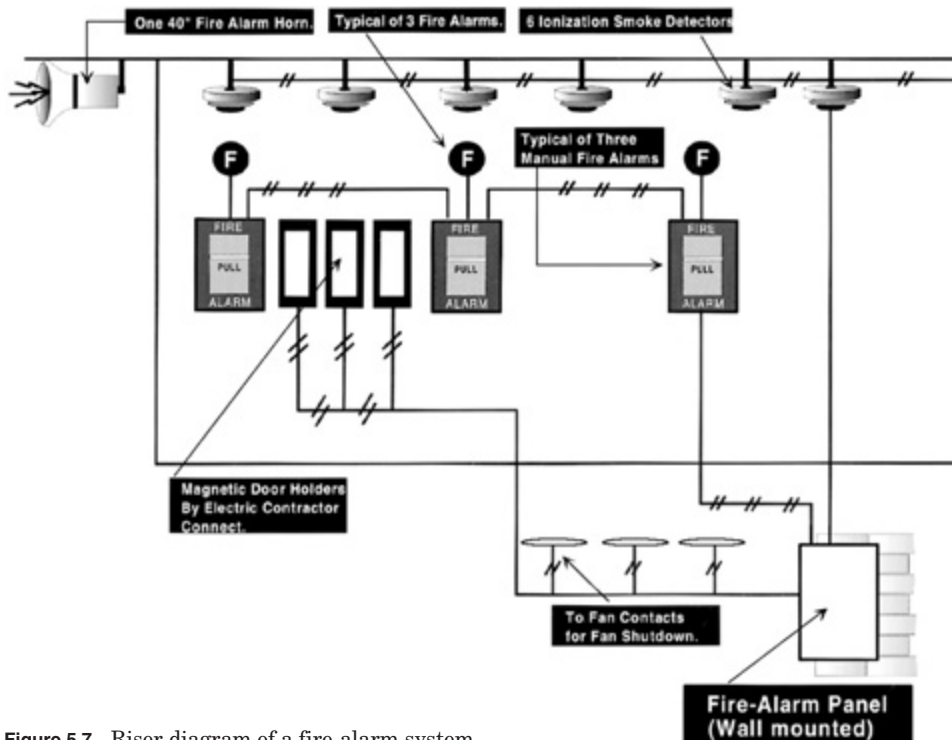 One 40° Fire Alarm Horn.
Typical of 3 Fire Alarms.
6 Ionization Smoke Detectors
Typical of Three
Manual Fire Alarms
F
F
F
FIRE
PULL
ALARM
FIRE
PULL
ALARM
FIRE
PULL
ALARM
Magnetic Door Holders
By Electric Contractor
Connect.
To Fan Contacts
for Fan Shutdown.
Fire-Alarm Panel
(Wall mounted)
Figure 5.7 Riser diagram of a fire-alarm system